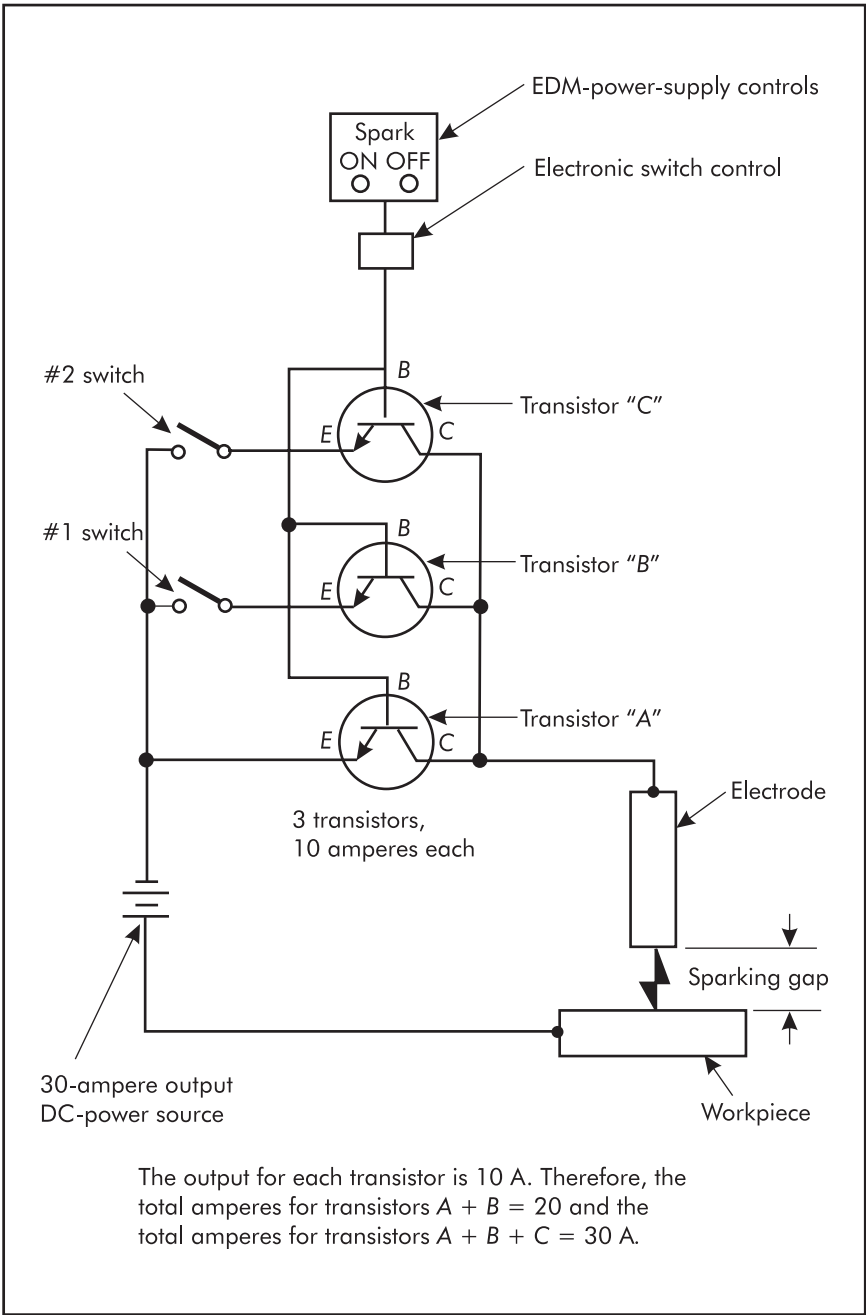 EDM-power-supply controls
Spark
ON OFF
Electronic switch control
#2 switch
B
Transistor “C”
E
C
#1 switch
B
Transistor “B”
E
C
B
Transistor “A”
E
C
Electrode
3 transistors,
10 amperes each
Sparking gap
30-ampere output
DC-power source
Workpiece
The output for each transistor is 10 A. Therefore, the
total amperes for transistors A + B = 20 and the
total amperes for transistors A + B + C = 30 A.